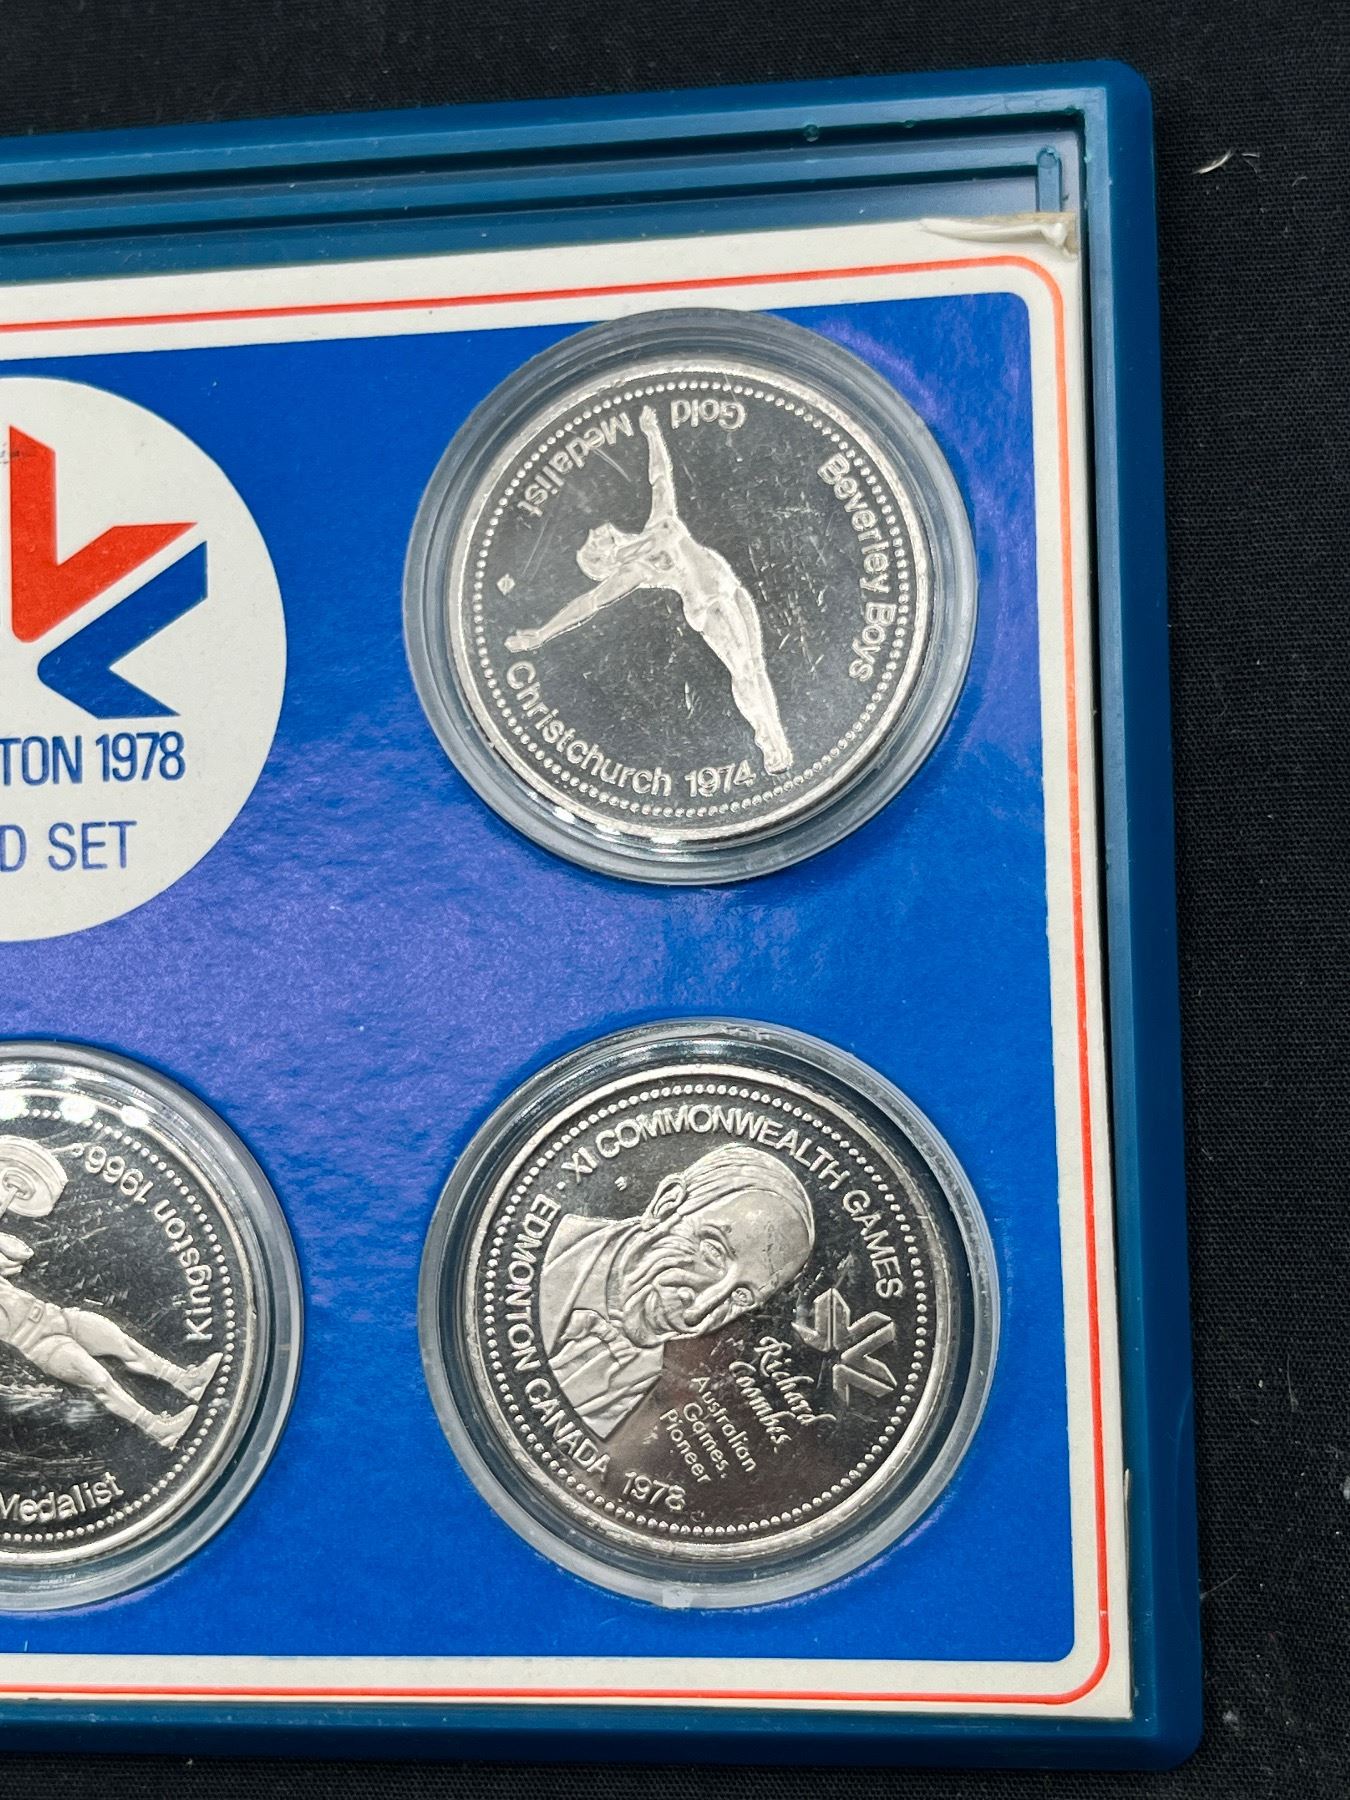 TON 1978
D SET
Gold
Medalist
Beverley Boys
Christchurch 1974
Kingston 1966
Medalist
XI COMMONWEALTH GAMES
EDMONTON CANADA 1978
Richard
Coombes
Australian
Games
Pioneer